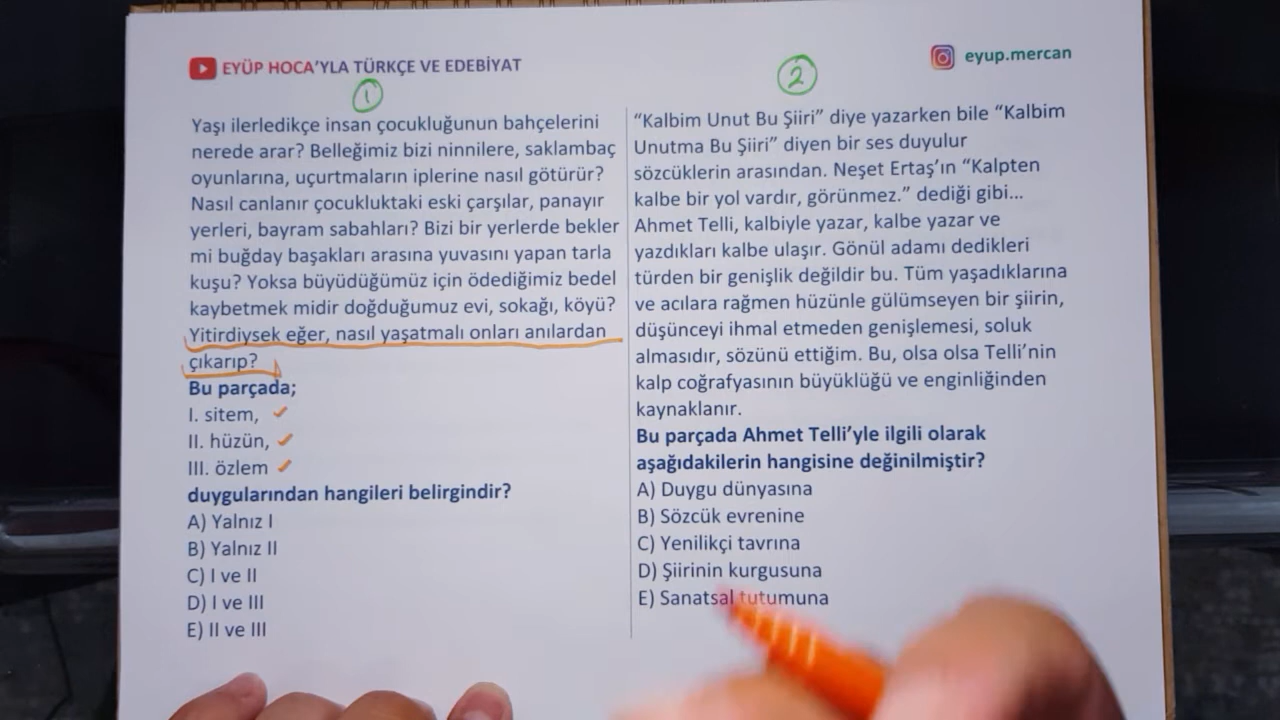 EYÜP HOCA'YLA TÜRKÇE VE EDEBİYAT
eyup.mercan
1
Yaşı ilerledikçe insan çocukluğunun bahçelerini
nerede arar? Belleğimiz bizi ninnilere, saklambaç
oyunlarına, uçurtmaların iplerine nasıl götürür?
Nasıl canlanır çocukluktaki eski çarşılar, panayır
yerleri, bayram sabahları? Bizi bir yerlerde bekler
mi buğday başakları arasına yuvasını yapan tarla
kuşu? Yoksa büyüdüğümüz için ödediğimiz bedel
kaybetmek midir doğduğumuz evi, sokağı, köyü?
Yitirdiysek eğer, nasıl yaşatmalı onları anılardan
çıkarıp?
Bu parçada;
I. sitem,
II. hüzün,
III. özlem
duygularından hangileri belirgindir?
A) Yalnız I
B) Yalnız II
C) I ve II
D) I ve III
E) II ve III
2
“Kalbim Unut Bu Şiiri” diye yazarken bile “Kalbim
Unutma Bu Şiiri” diyen bir ses duyulur
sözcüklerin arasından. Neşet Ertaş’ın “Kalpten
kalbe bir yol vardır, görünmez.” dediği gibi...
Ahmet Telli, kalbiyle yazar, kalbe yazar ve
yazdıkları kalbe ulaşır. Gönül adamı dedikleri
türden bir genişlik değildir bu. Tüm yaşadıklarına
ve acılara rağmen hüzünle gülümseyen bir şiirin,
düşünceyi ihmal etmeden genişlemesi, soluk
almasıdır, sözünü ettiğim. Bu, olsa olsa Telli’nin
kalp coğrafyasının büyüklüğü ve enginliğinden
kaynaklanır.
Bu parçada Ahmet Telli’yle ilgili olarak
aşağıdakilerin hangisine değinilmiştir?
A) Duygu dünyasına
B) Sözcük evrenine
C) Yenilikçi tavrına
D) Şiirinin kurgusuna
E) Sanatsal tutumuna